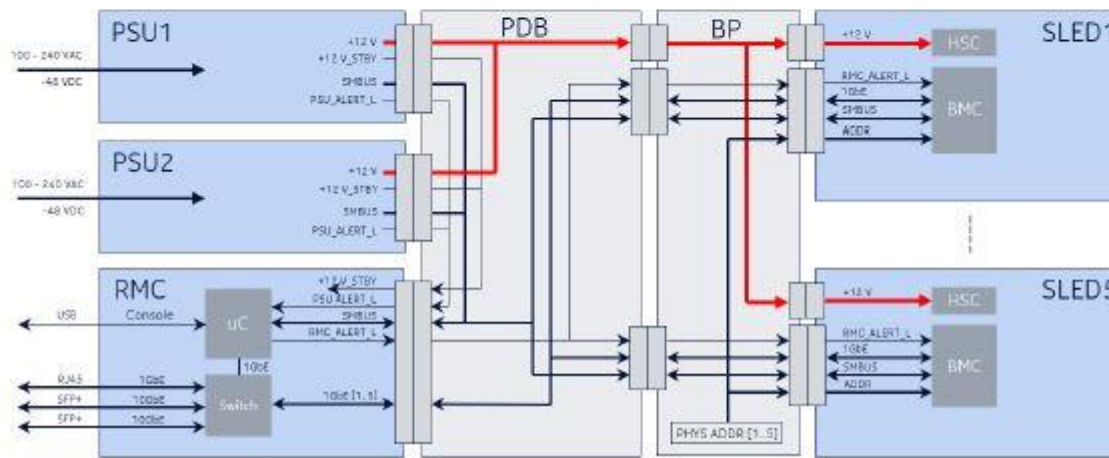 PSU1
PDB
BP
SLED1
+12 V
+12 V_STBY
SMBUS
PSU_ALERT_L
100 - 240 VAC
-48 VDC
+12 V
HSC
RMC_ALERT_L
1GbE
SMBUS
ADDR
BMC
PSU2
+12 V
+12 V_STBY
SMBUS
PSU_ALERT_L
100 - 240 VAC
-48 VDC
RMC
+12 V_STBY
PSU_ALERT_L
SMBUS
RMC_ALERT_L
USB
Console
uC
1GbE
RJ45
1GbE
SFP+
10GbE
SFP+
10GbE
Switch
1GbE [1..5]
PHYS ADDR [1..5]
SLED5
+12 V
HSC
RMC_ALERT_L
1GbE
SMBUS
ADDR
BMC